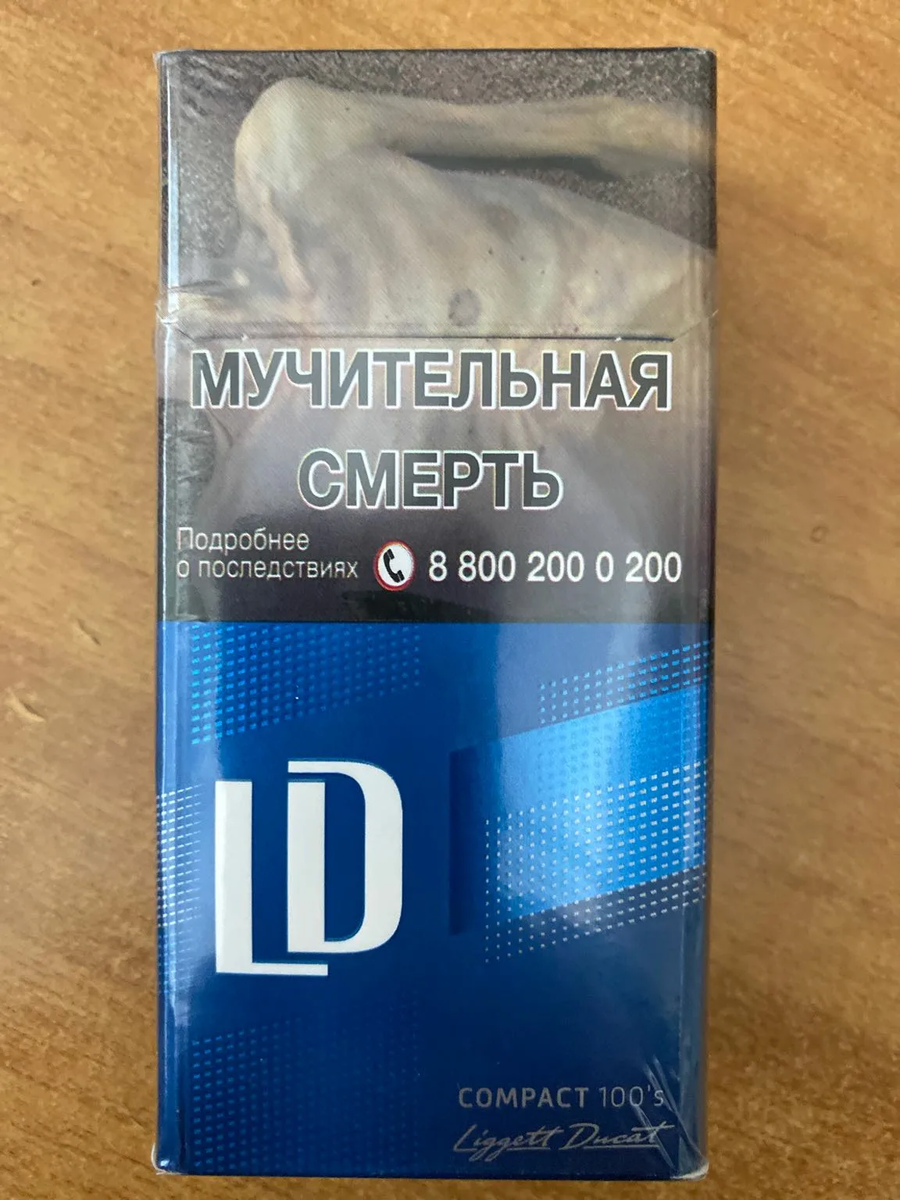 МУЧИТЕЛЬНАЯ
СМЕРТЬ
Подробнее
о последствиях 8 800 200 0 200
LD
COMPACT 100's
Liggett Ducat